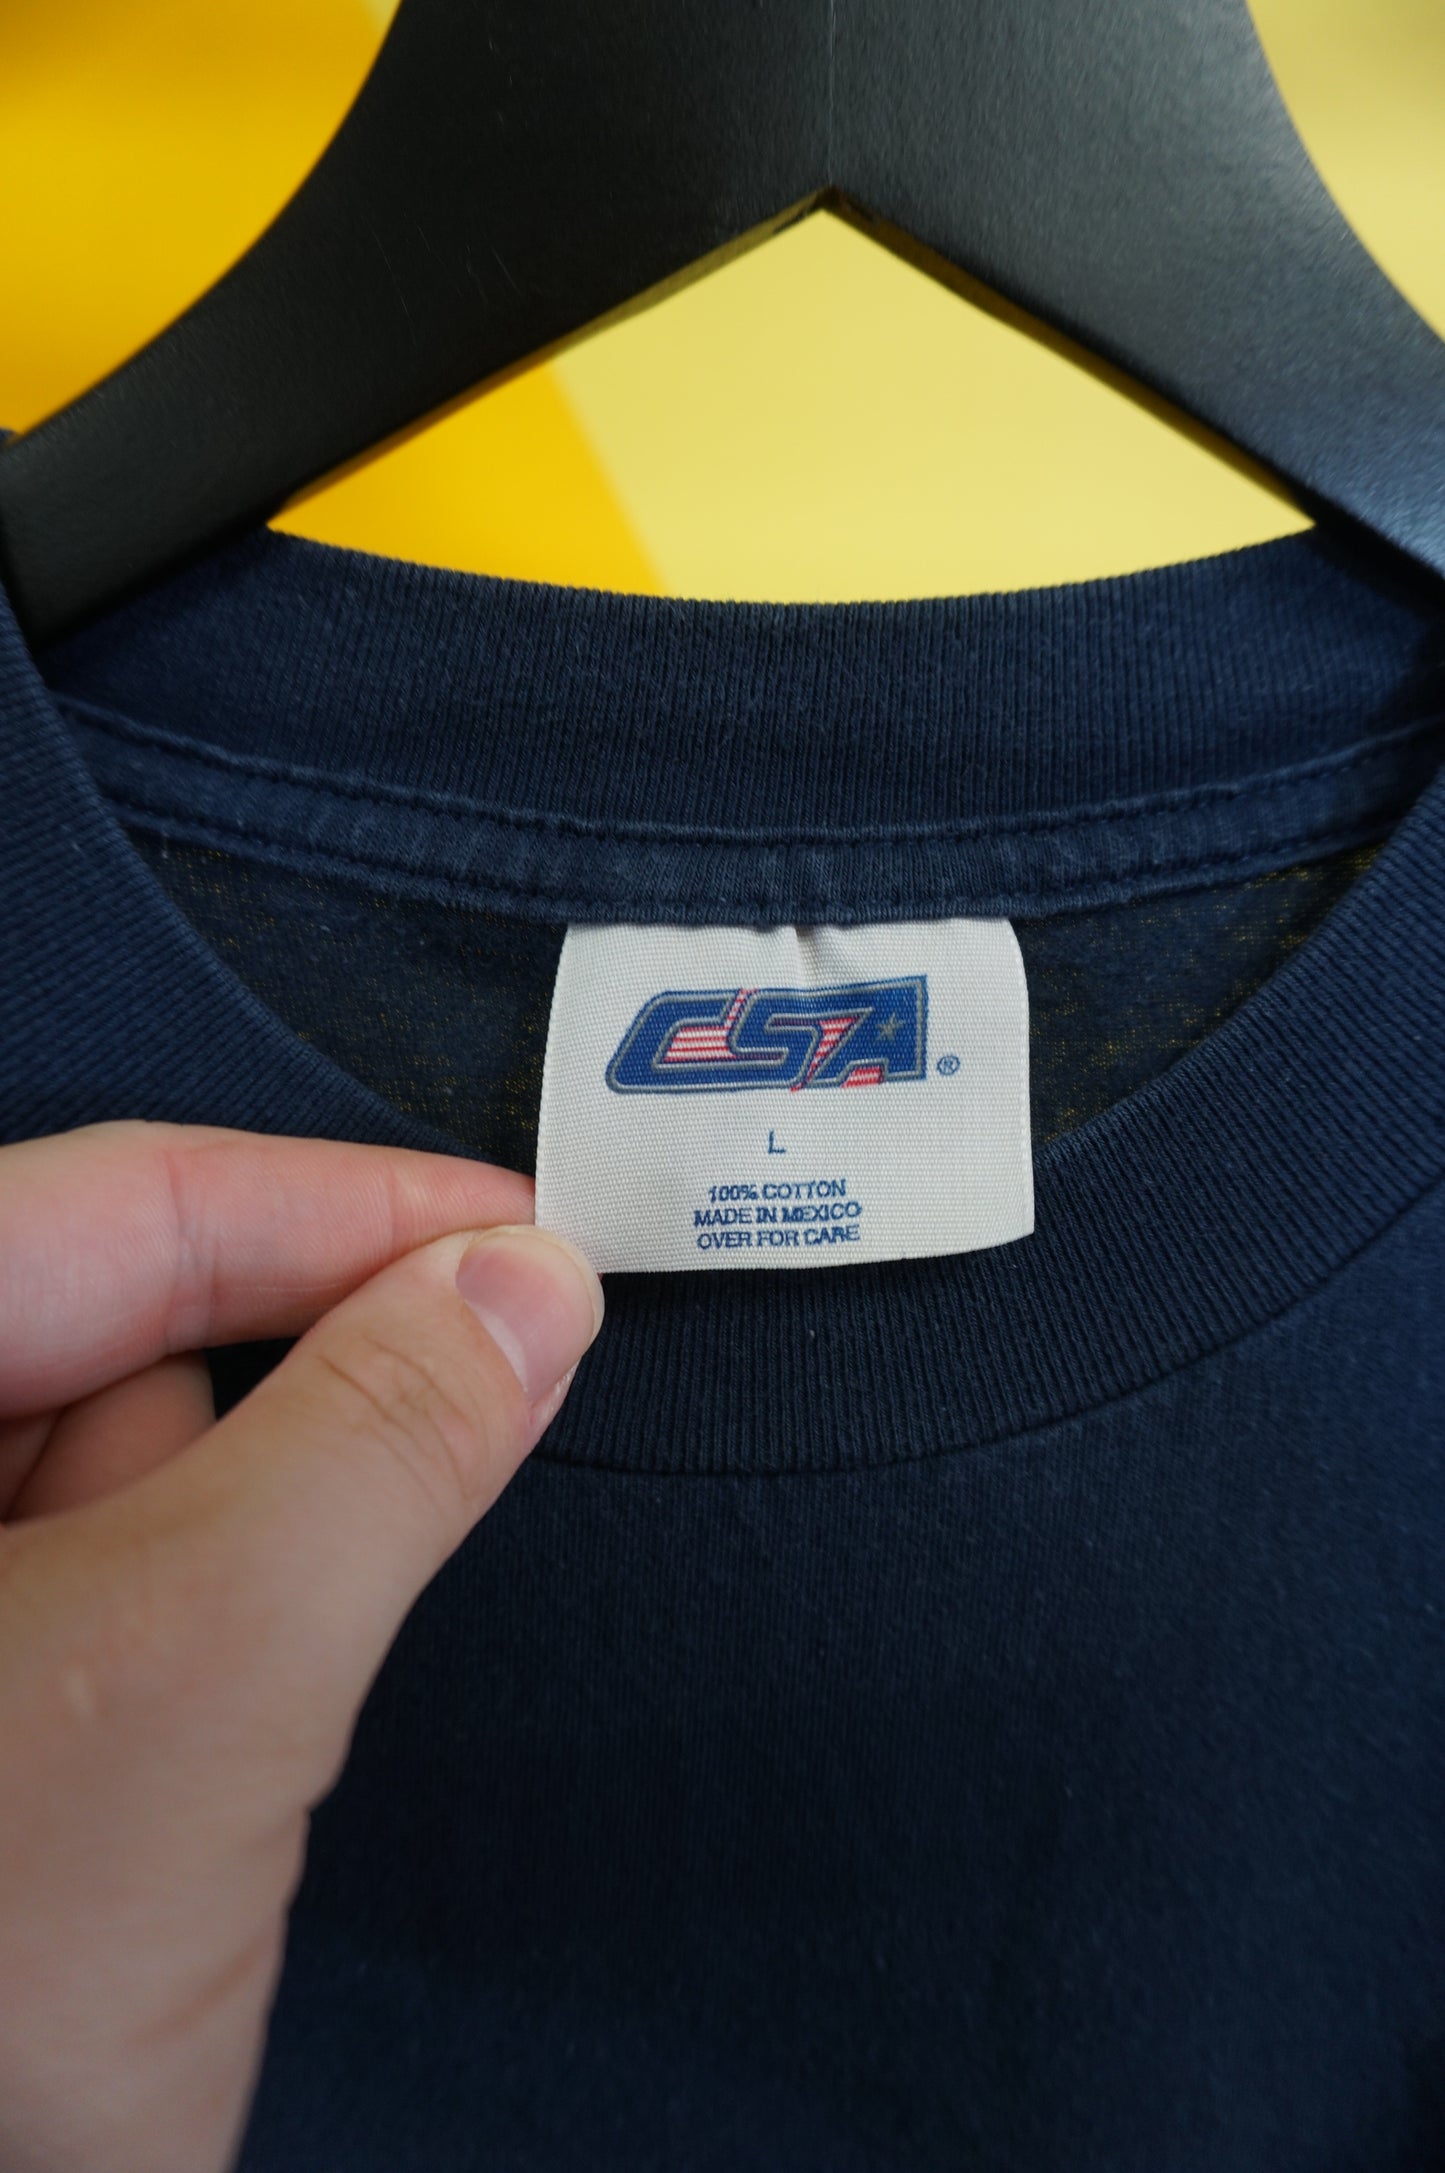 CSA®
L
100% COTTON
MADE IN MEXICO
OVER FOR CARE